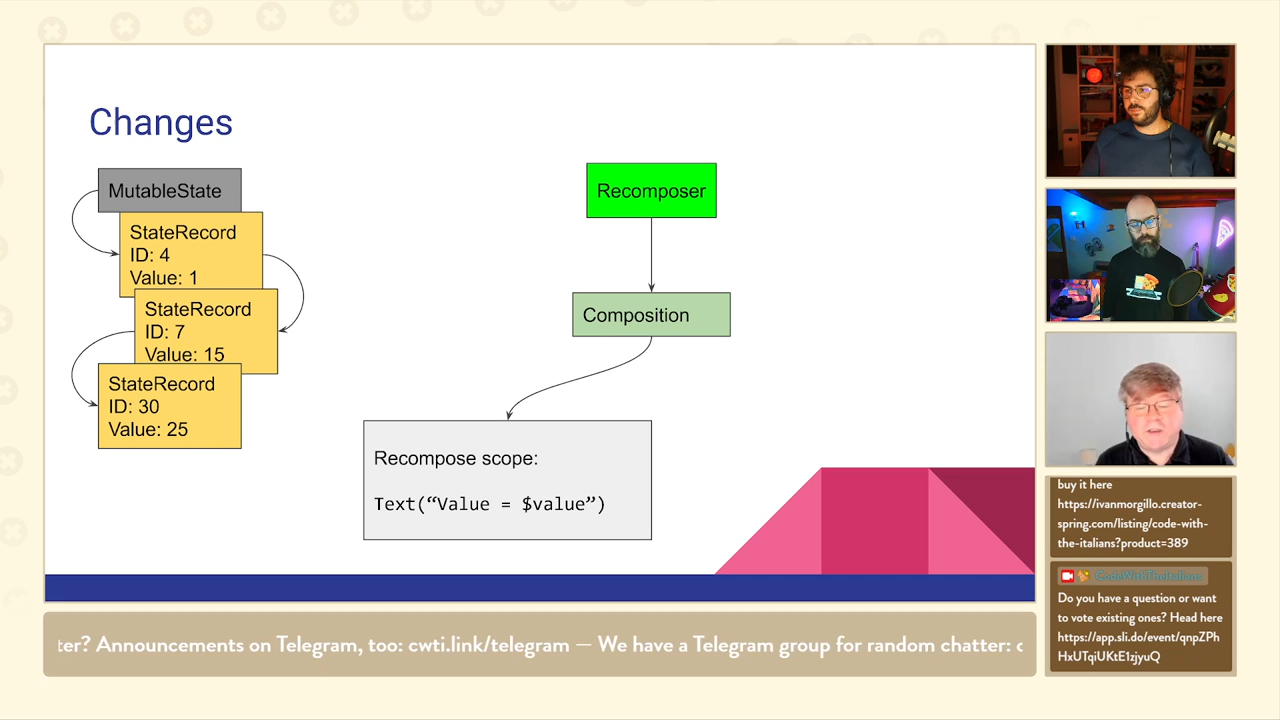 Changes
MutableState
StateRecord
ID: 4
Value: 1
StateRecord
ID: 7
Value: 15
StateRecord
ID: 30
Value: 25
Recomposer
Composition
Recompose scope:
Text(“Value = $value”)
buy it here
https://ivanmorgillo.creator-
spring.com/listing/code-with-
the-italians?product=389
CodeWithTheItalians
Do you have a question or want
to vote existing ones? Head here
https://app.sli.do/event/qnpZPh
HxUTqiUKtE1zjyuQ
ter? Announcements on Telegram, too: cwti.link/telegram — We have a Telegram group for random chatter: c